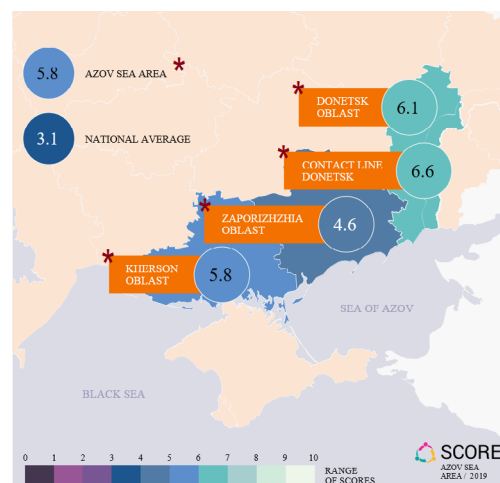 5.8 AZOV SEA AREA *
3.1 NATIONAL AVERAGE
* DONETSK
OBLAST
6.1
* CONTACT LINE
DONETSK
6.6
* ZAPORIZHZHIA
OBLAST
4.6
* KHERSON
OBLAST
5.8
SEA OF AZOV
BLACK SEA
0 1 2 3 4 5 6 7 8 9 10
RANGE
OF SCORES
SCORE
AZOV SEA
AREA / 2019